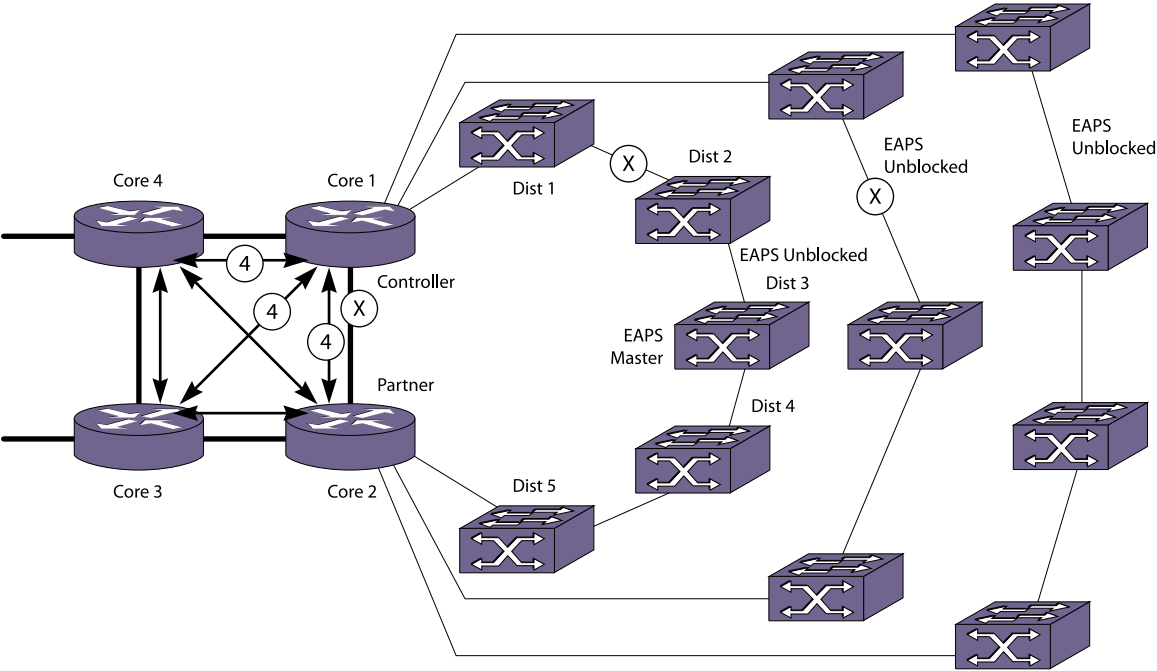 EAPS
Unblocked
EAPS
Unblocked
X
Dist 2
Dist 1
X
Core 4
Core 1
EAPS Unblocked
4
Controller
Dist 3
4
X
4
EAPS
Master
Partner
Dist 4
Dist 5
Core 3
Core 2